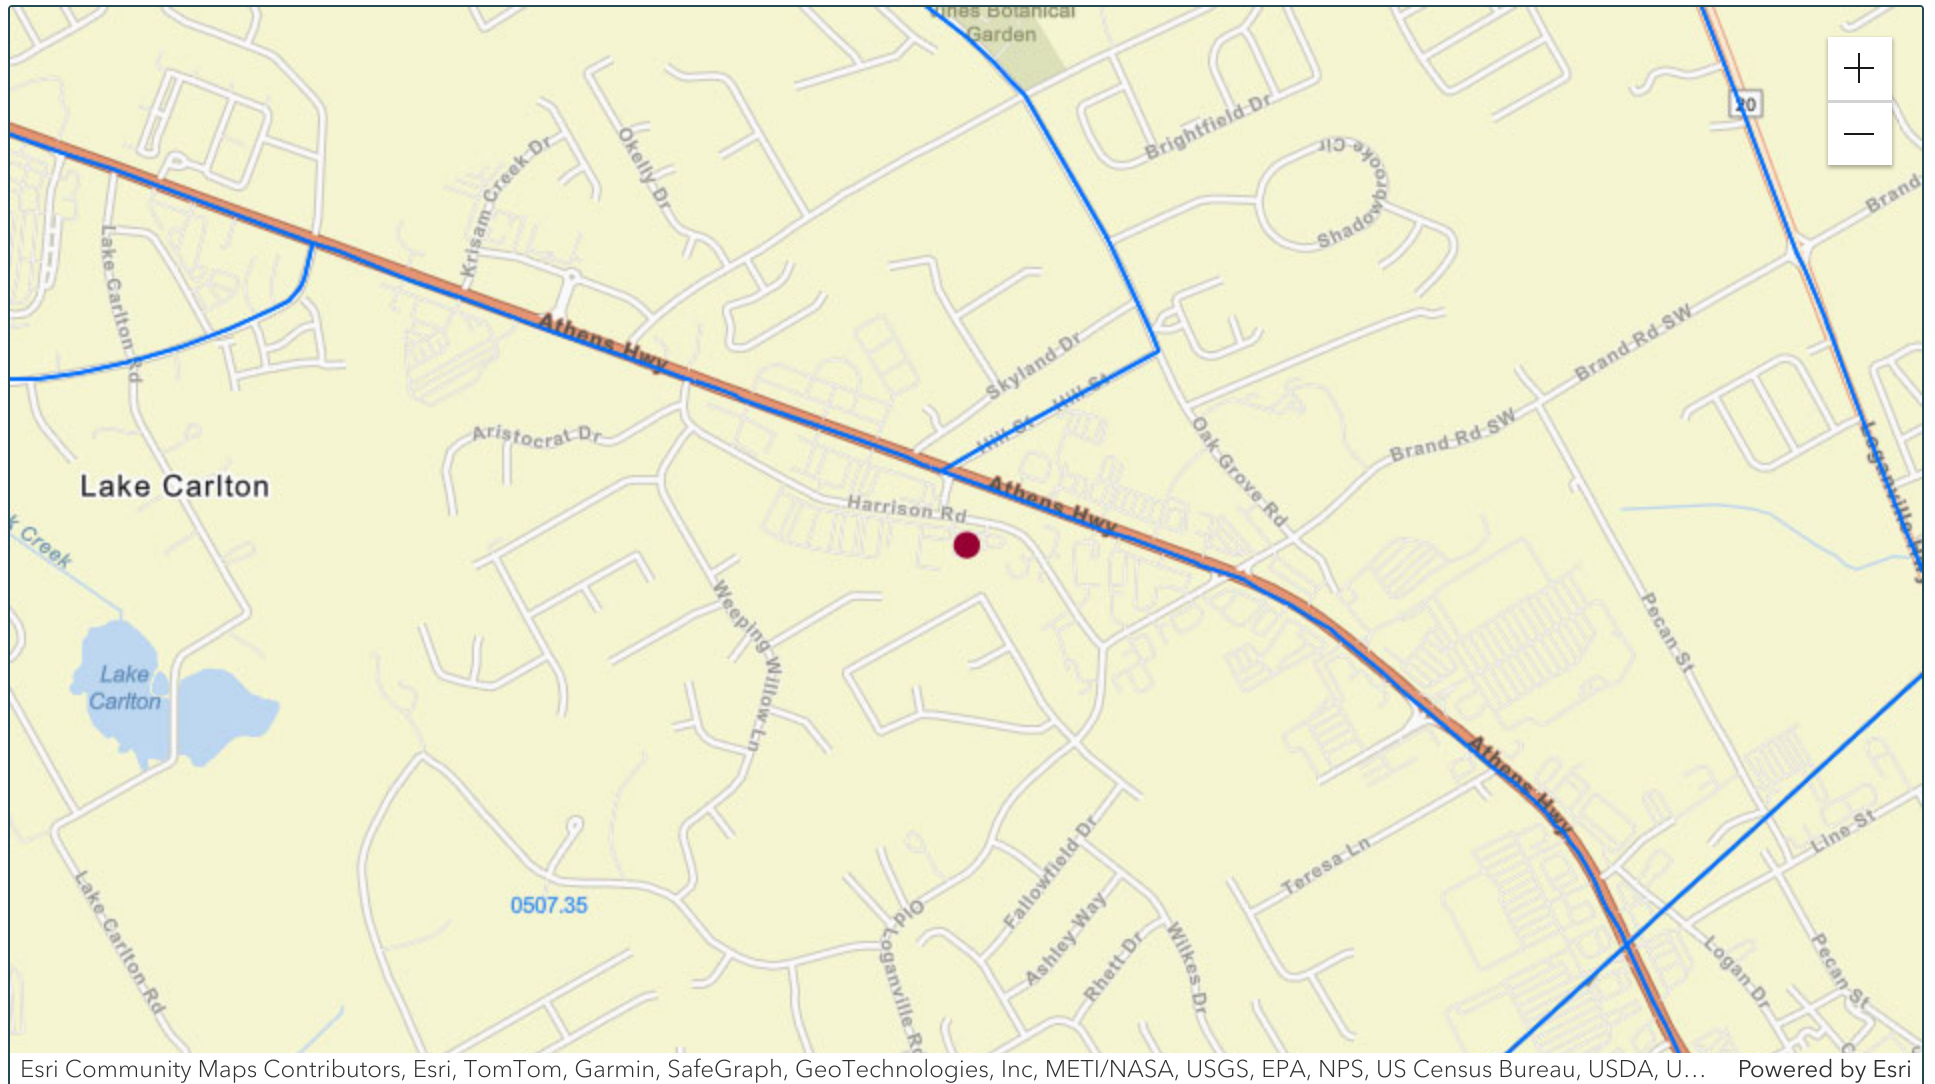 Vines Botanical
Garden
20
Brightfield Dr
Okelly Dr
Krisam Creek Dr
Shadowbrooke Cir
Brand
Lake Carlton Rd
Athens Hwy
Skyland Dr
Hill St
Hill St
Brand Rd SW
Brand Rd SW
Aristocrat Dr
Oak Grove Rd
Loganville Hwy
Lake Carlton
Harrison Rd
Athens Hwy
k Creek
Weeping Willow Ln
Pecan St
Lake
Carlton
Athens Hwy
Line St
Teresa Ln
Fallowfield Dr
0507.35
Lake Carlton Rd
Old Loganville Rd
Ashley Way
Rhett Dr
Wilkes Dr
Logan Dr
Pecan St
Esri Community Maps Contributors, Esri, TomTom, Garmin, SafeGraph, GeoTechnologies, Inc, METI/NASA, USGS, EPA, NPS, US Census Bureau, USDA, U... Powered by Esri